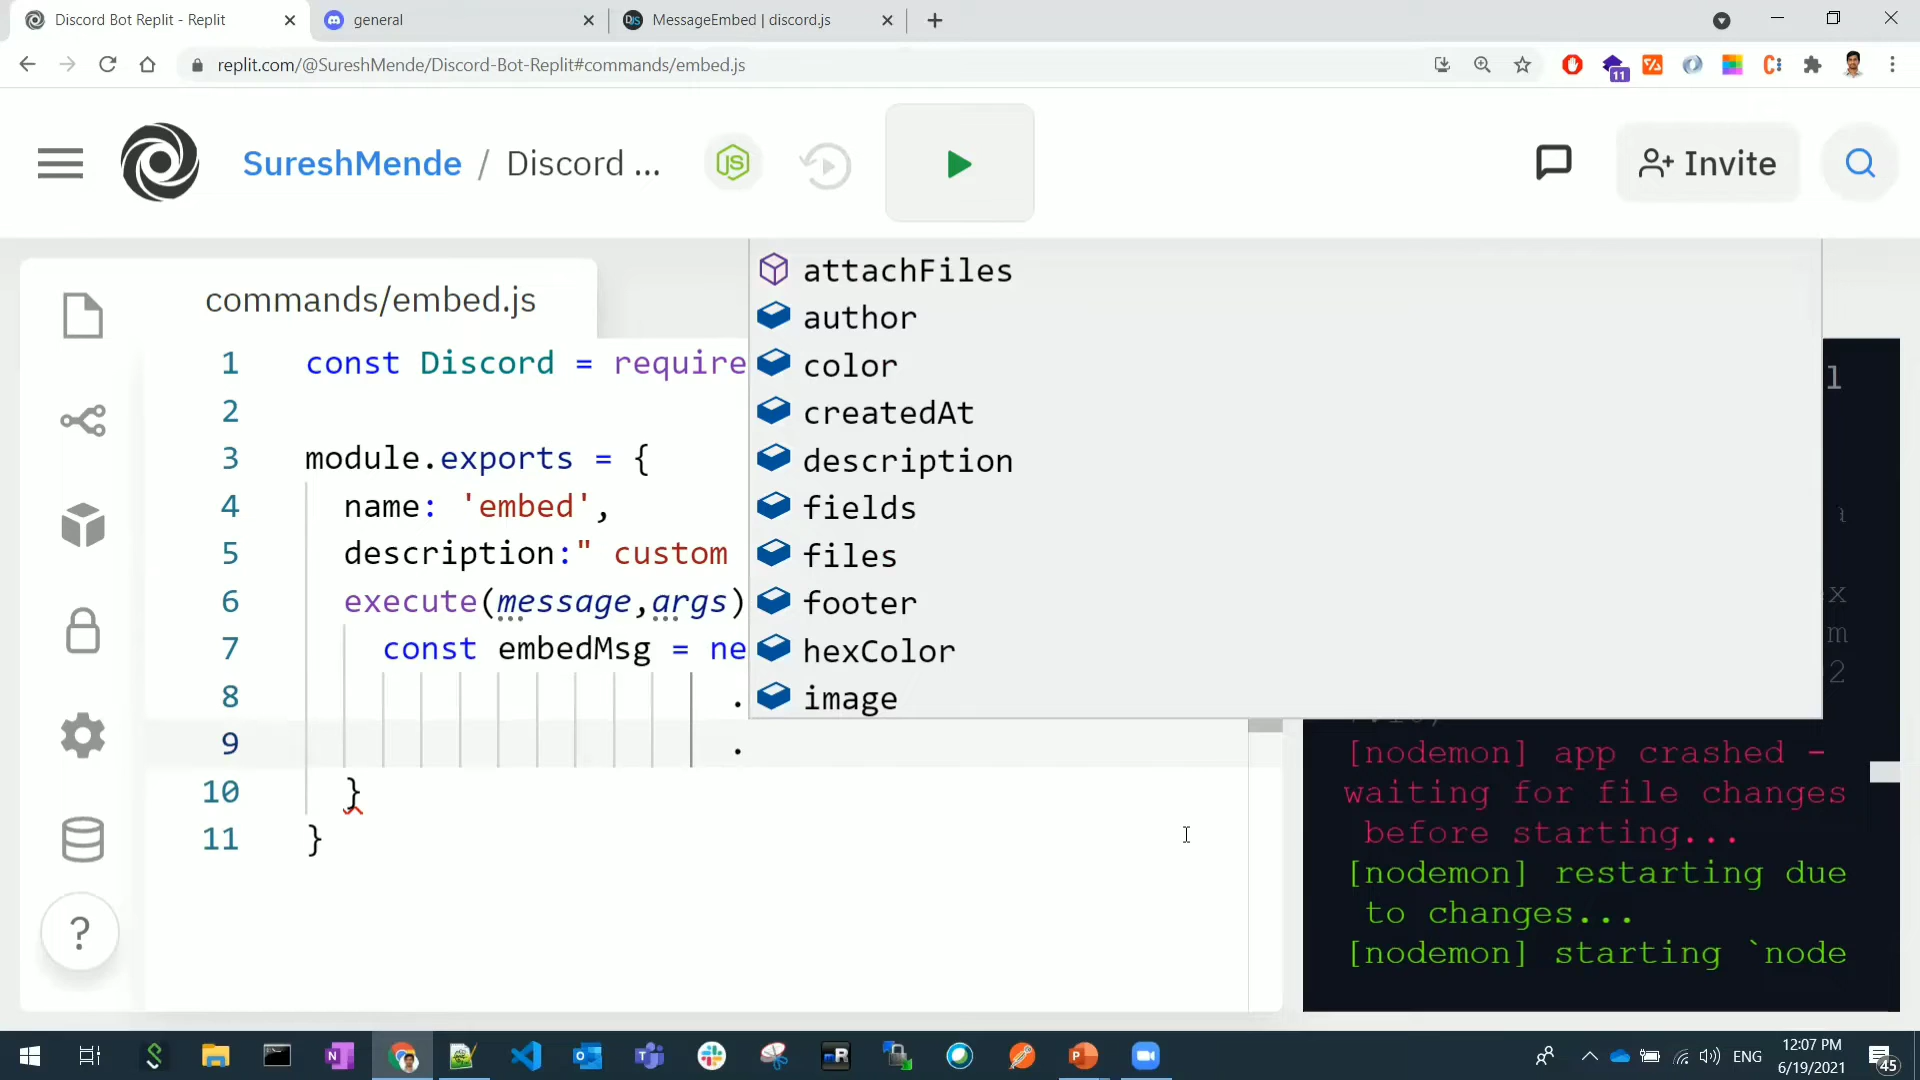 Discord Bot Replit - Replit
general
MessageEmbed | discord.js
replit.com/@SureshMende/Discord-Bot-Replit#commands/embed.js
11
SureshMende / Discord ...
JS
Invite
commands/embed.js
1 const Discord = require
2
3 module.exports = {
4 name: 'embed',
5 description:" custom
6 execute(message,args)
7 const embedMsg = ne
8 .
9 .
10 }
11 }
attachFiles
author
color
createdAt
description
fields
files
footer
hexColor
image
l
a
x
m
2
[nodemon] app crashed -
waiting for file changes
before starting...
[nodemon] restarting due
to changes...
[nodemon] starting `node
?
ENG
12:07 PM
6/19/2021
45